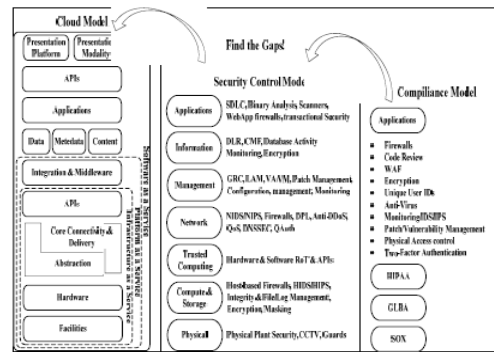 Cloud Model
Presentation
Platform
Presentation
Modality
APIs
Applications
Data
Metedata
Content
Integration & Middleware
APIs
Core Connectivity &
Delivery
Abstraction
Hardware
Facilities
Software as a Service
Platform as a Service
Infrastructure as a Service
Find the Gaps!
Security Control Mode
Applications
SDLC, Binary Analysis, Scanners,
WebApp firewalls, transactional Security
Information
DLR, CMF, Database Activity
Monitoring, Encryption
Management
GRC, IAM, VA/VM, Patch Management,
Configuration, management, Monitoring
Network
NIDS/NIPS, Firewalls, DPI, Anti-DDoS,
QoS, DNSSEC, QAuth
Trusted
Computing
Hardware & Software RoT & APIs:
Compute &
Storage
Host-based Firewalls, HIDS/HIPS,
Integrity & File/Log Management,
Encryption, Masking
Physical
Physical Plant Security, CCTV, Guards
Compiliance Model
Applications
Firewalls
Code Review
WAF
Encryption
Unique User IDs
Anti-Virus
Monitoring/IDS/IPS
Patch/Vulnerability Management
Physical Access control
Two-Factor Authentication
HIPAA
GLBA
SOX